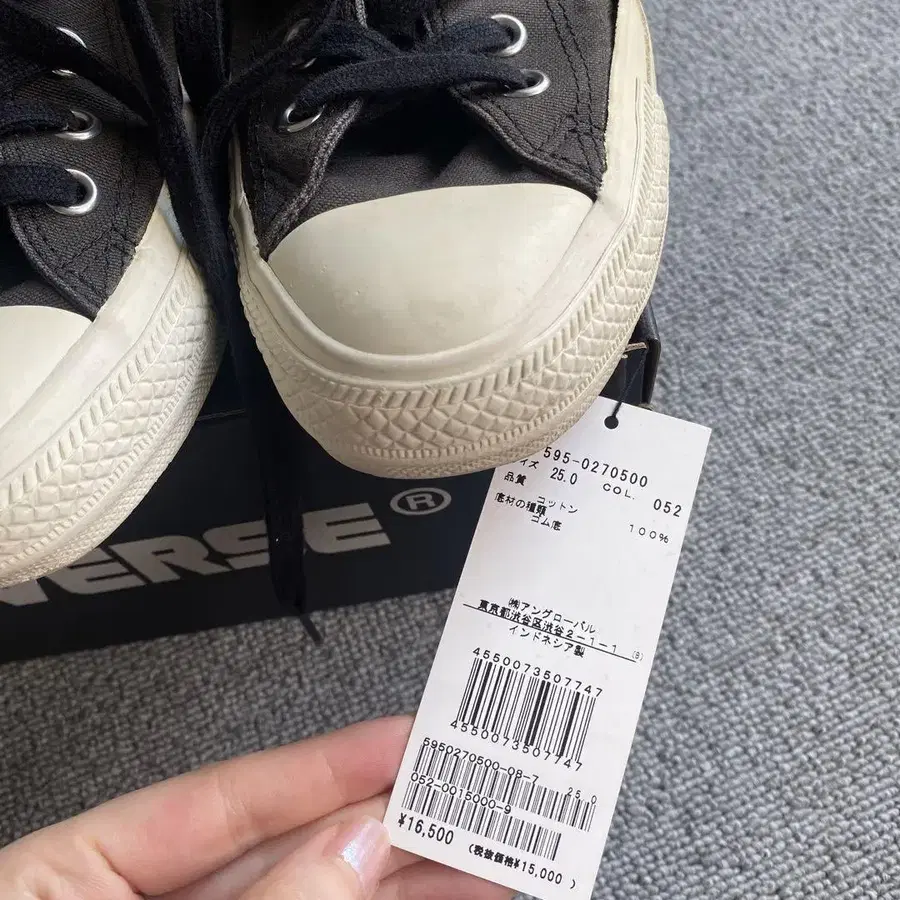 VERSE®
595-0270500
イズ 25.0 COL. 052
品質 コットン 100%
底材の種類 ゴム底
㈱アングローバル
東京都渋谷区渋谷2-1-1 (8)
インドネシア製
4550073507747
4550073507747
5950270500-08-7 25.0
052-0015000-9
¥16,500 (税抜価格¥15,000)